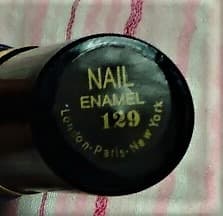 NAIL
ENAMEL
129
·London-Paris-New York